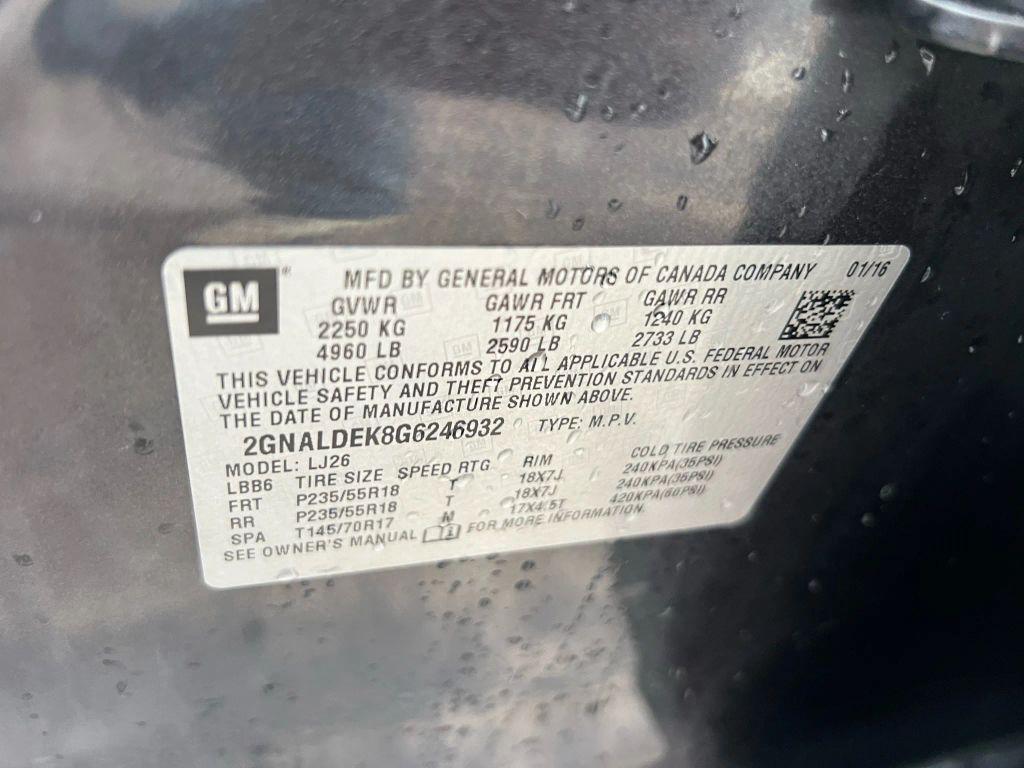 GM® MFD BY GENERAL MOTORS OF CANADA COMPANY 01/16
GVWR GAWR FRT GAWR RR
2250 KG 1175 KG 1240 KG
4960 LB 2590 LB 2733 LB
THIS VEHICLE CONFORMS TO ALL APPLICABLE U.S. FEDERAL MOTOR
VEHICLE SAFETY AND THEFT PREVENTION STANDARDS IN EFFECT ON
THE DATE OF MANUFACTURE SHOWN ABOVE.
2GNALDEK8G6246932 TYPE: M.P.V.
MODEL: LJ26
LBB6 TIRE SIZE SPEED RTG RIM COLD TIRE PRESSURE
FRT P235/55R18 T 18X7J 240KPA(35PSI)
RR P235/55R18 T 18X7J 240KPA(35PSI)
SPA T145/70R17 M 17X4.5T 420KPA(60PSI)
SEE OWNER'S MANUAL FOR MORE INFORMATION.